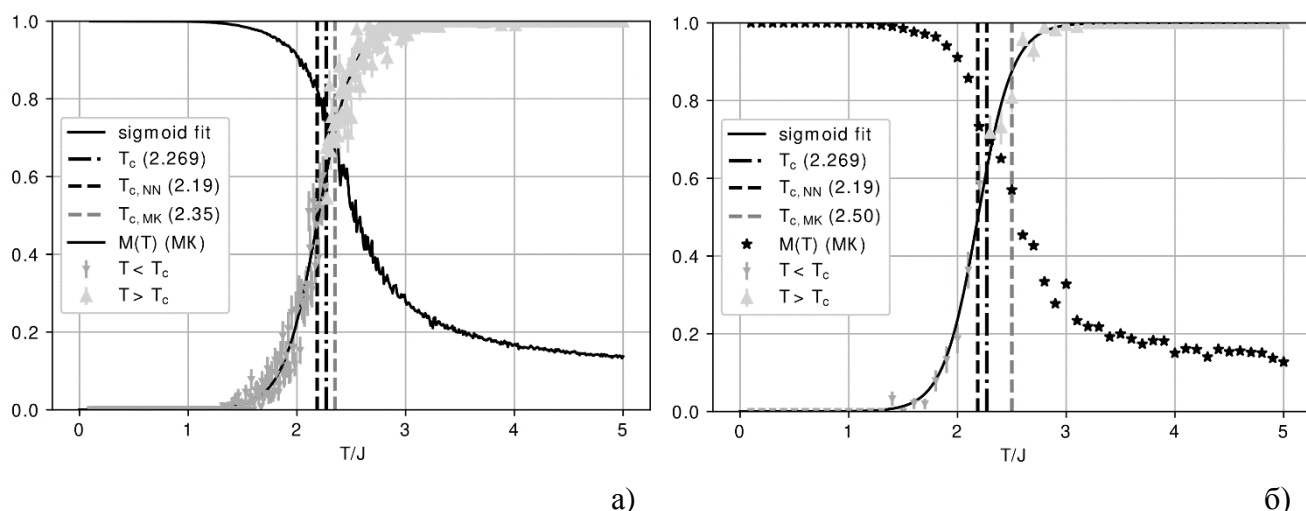 1.0
0.8
0.6
0.4
0.2
0.0
sigmoid fit
T_c (2.269)
T_c, NN (2.19)
T_c, MK (2.35)
M(T) (MK)
T < T_c
T > T_c
0 1 2 3 4 5
T/J
а)
1.0
0.8
0.6
0.4
0.2
0.0
sigmoid fit
T_c (2.269)
T_c, NN (2.19)
T_c, MK (2.50)
M(T) (MK)
T < T_c
T > T_c
0 1 2 3 4 5
T/J
б)